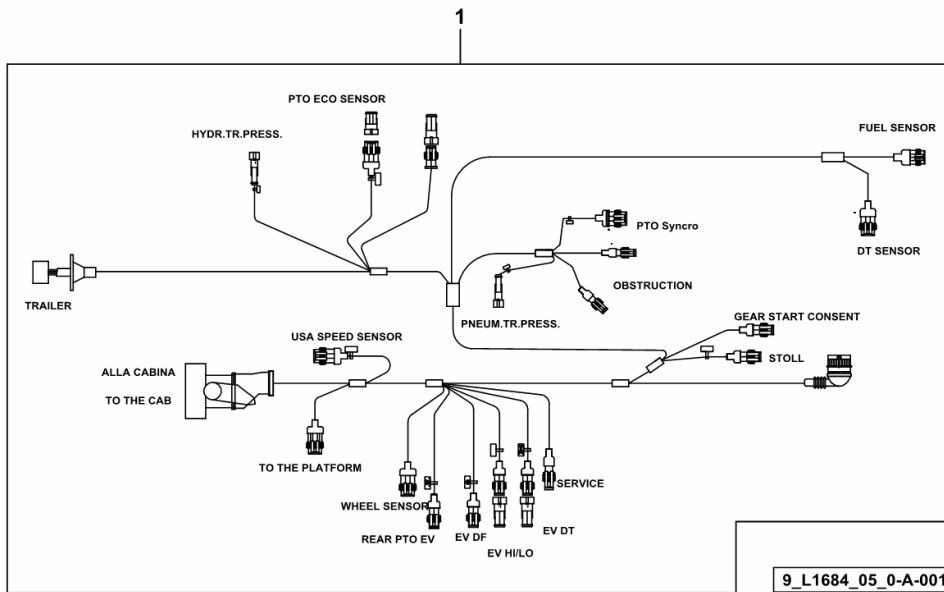 1
PTO ECO SENSOR
HYDR.TR.PRESS.
FUEL SENSOR
PTO Syncro
DT SENSOR
OBSTRUCTION
TRAILER
PNEUM.TR.PRESS.
GEAR START CONSENT
USA SPEED SENSOR
STOLL
ALLA CABINA
TO THE CAB
TO THE PLATFORM
SERVICE
WHEEL SENSOR
REAR PTO EV
EV DF
EV DT
EV HI/LO
9_L1684_05_0-A-001